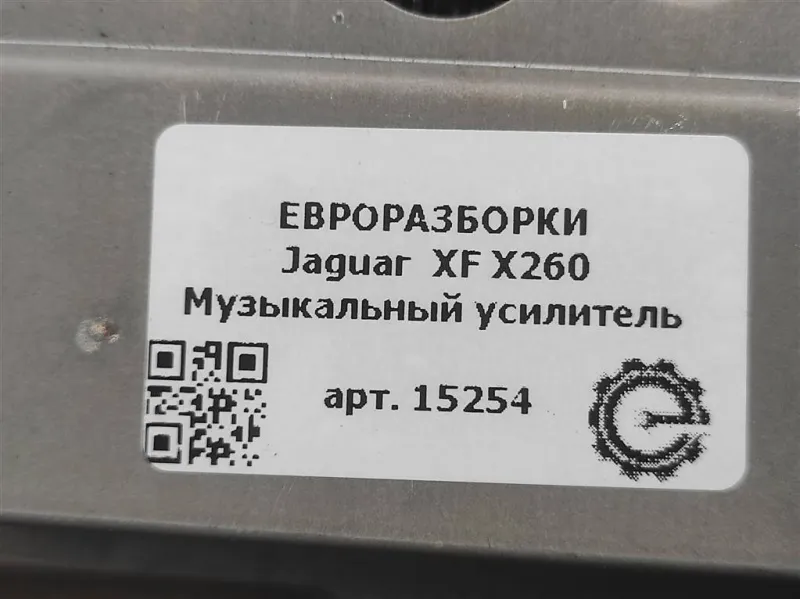 ЕВРОРАЗБОРКИ
Jaguar XF X260
Музыкальный усилитель
арт. 15254